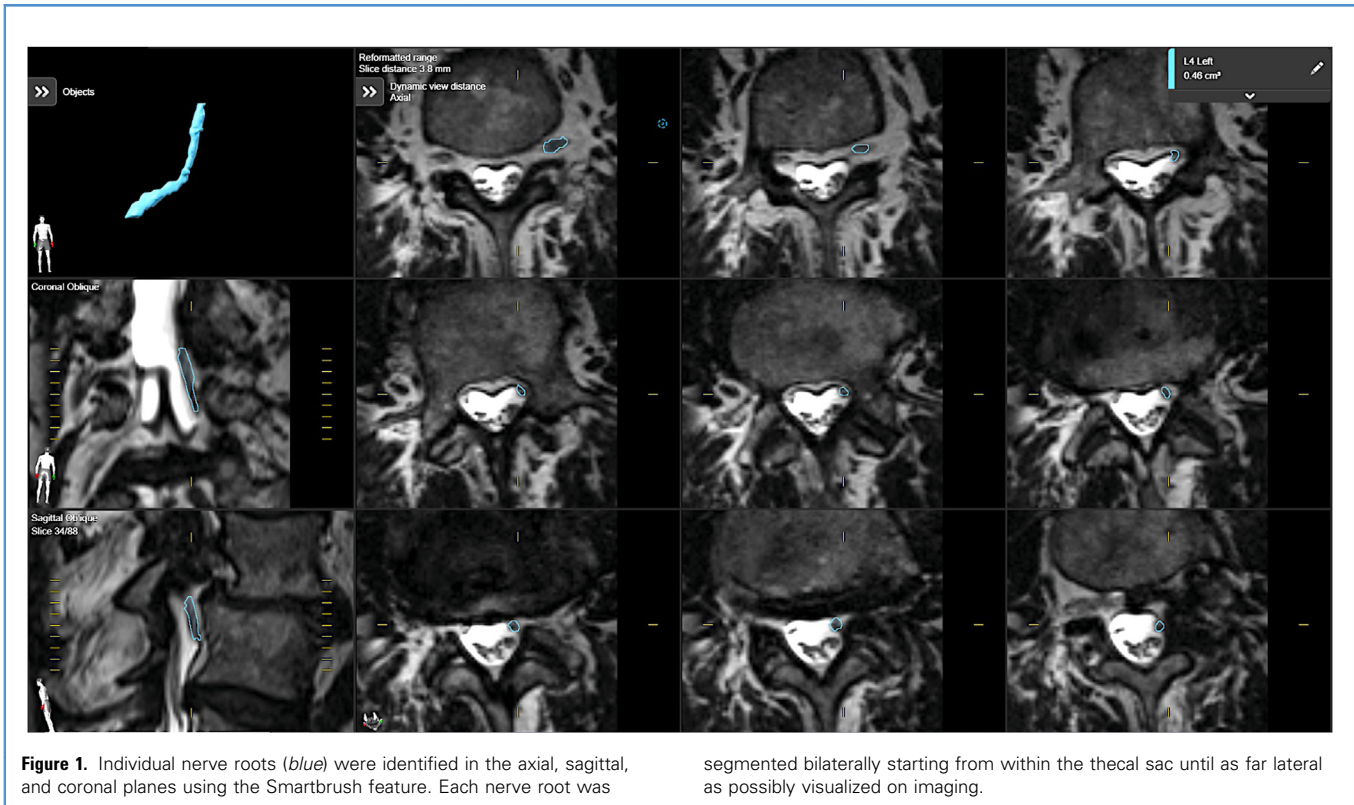 Objects
Reformatted range
Slice distance 3.8 mm
Dynamic view distance
Axial
L4 Left
0.46 cm³
Coronal Oblique
Sagittal Oblique
Slice 34/88
Figure 1. Individual nerve roots (blue) were identified in the axial, sagittal,
and coronal planes using the Smartbrush feature. Each nerve root was
segmented bilaterally starting from within the thecal sac until as far lateral
as possibly visualized on imaging.